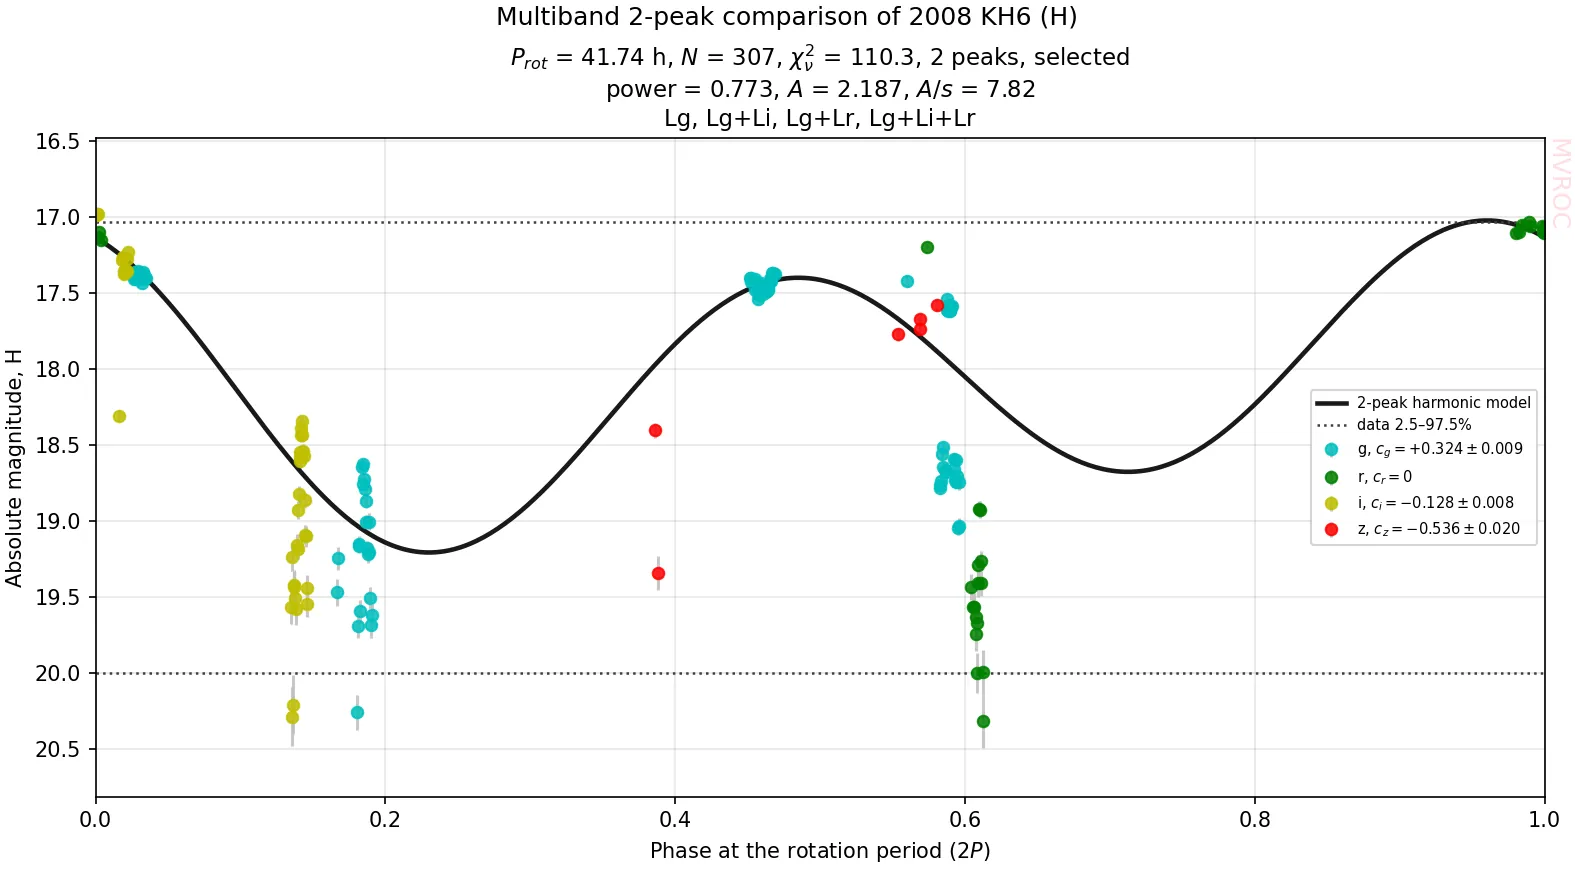 Multiband 2-peak comparison of 2008 KH6 (H)
P_rot = 41.74 h, N = 307, χ²_ν = 110.3, 2 peaks, selected
power = 0.773, A = 2.187, A/s = 7.82
Lg, Lg+Li, Lg+Lr, Lg+Li+Lr
MVROC
Absolute magnitude, H
16.5
17.0
17.5
18.0
18.5
19.0
19.5
20.0
20.5
2-peak harmonic model
data 2.5–97.5%
g, c_g = +0.324 ± 0.009
r, c_r = 0
i, c_i = −0.128 ± 0.008
z, c_z = −0.536 ± 0.020
0.0 0.2 0.4 0.6 0.8 1.0
Phase at the rotation period (2P)